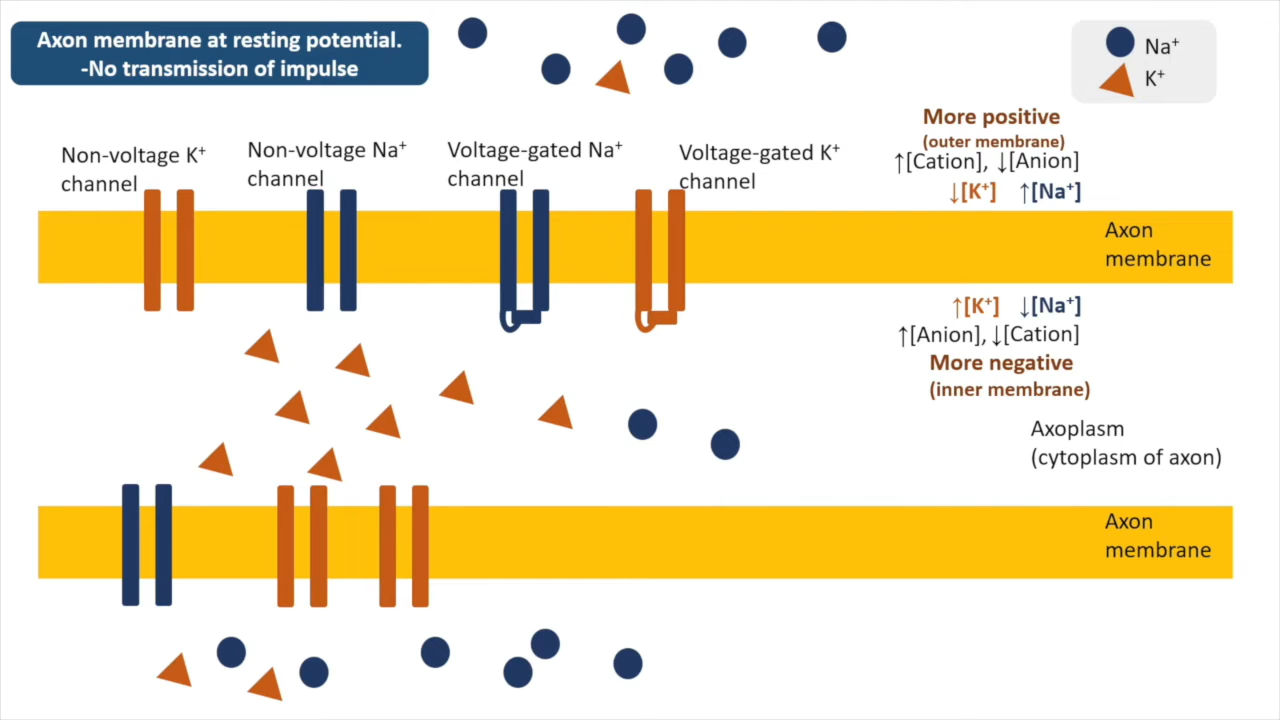 Axon membrane at resting potential.
-No transmission of impulse
Na⁺
K⁺
More positive
(outer membrane)
↑[Cation], ↓[Anion]
↓[K⁺] ↑[Na⁺]
Non-voltage K⁺
channel
Non-voltage Na⁺
channel
Voltage-gated Na⁺
channel
Voltage-gated K⁺
channel
Axon
membrane
↑[K⁺] ↓[Na⁺]
↑[Anion], ↓[Cation]
More negative
(inner membrane)
Axoplasm
(cytoplasm of axon)
Axon
membrane